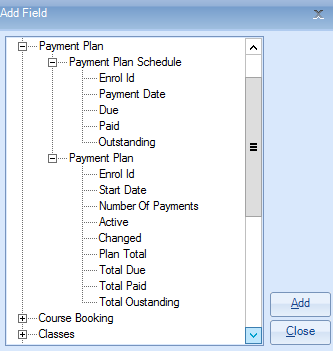 Add Field
Payment Plan
Payment Plan Schedule
Enrol Id
Payment Date
Due
Paid
Outstanding
Payment Plan
Enrol Id
Start Date
Number Of Payments
Active
Changed
Plan Total
Total Due
Total Paid
Total Oustanding
Course Booking
Classes
Add
Close